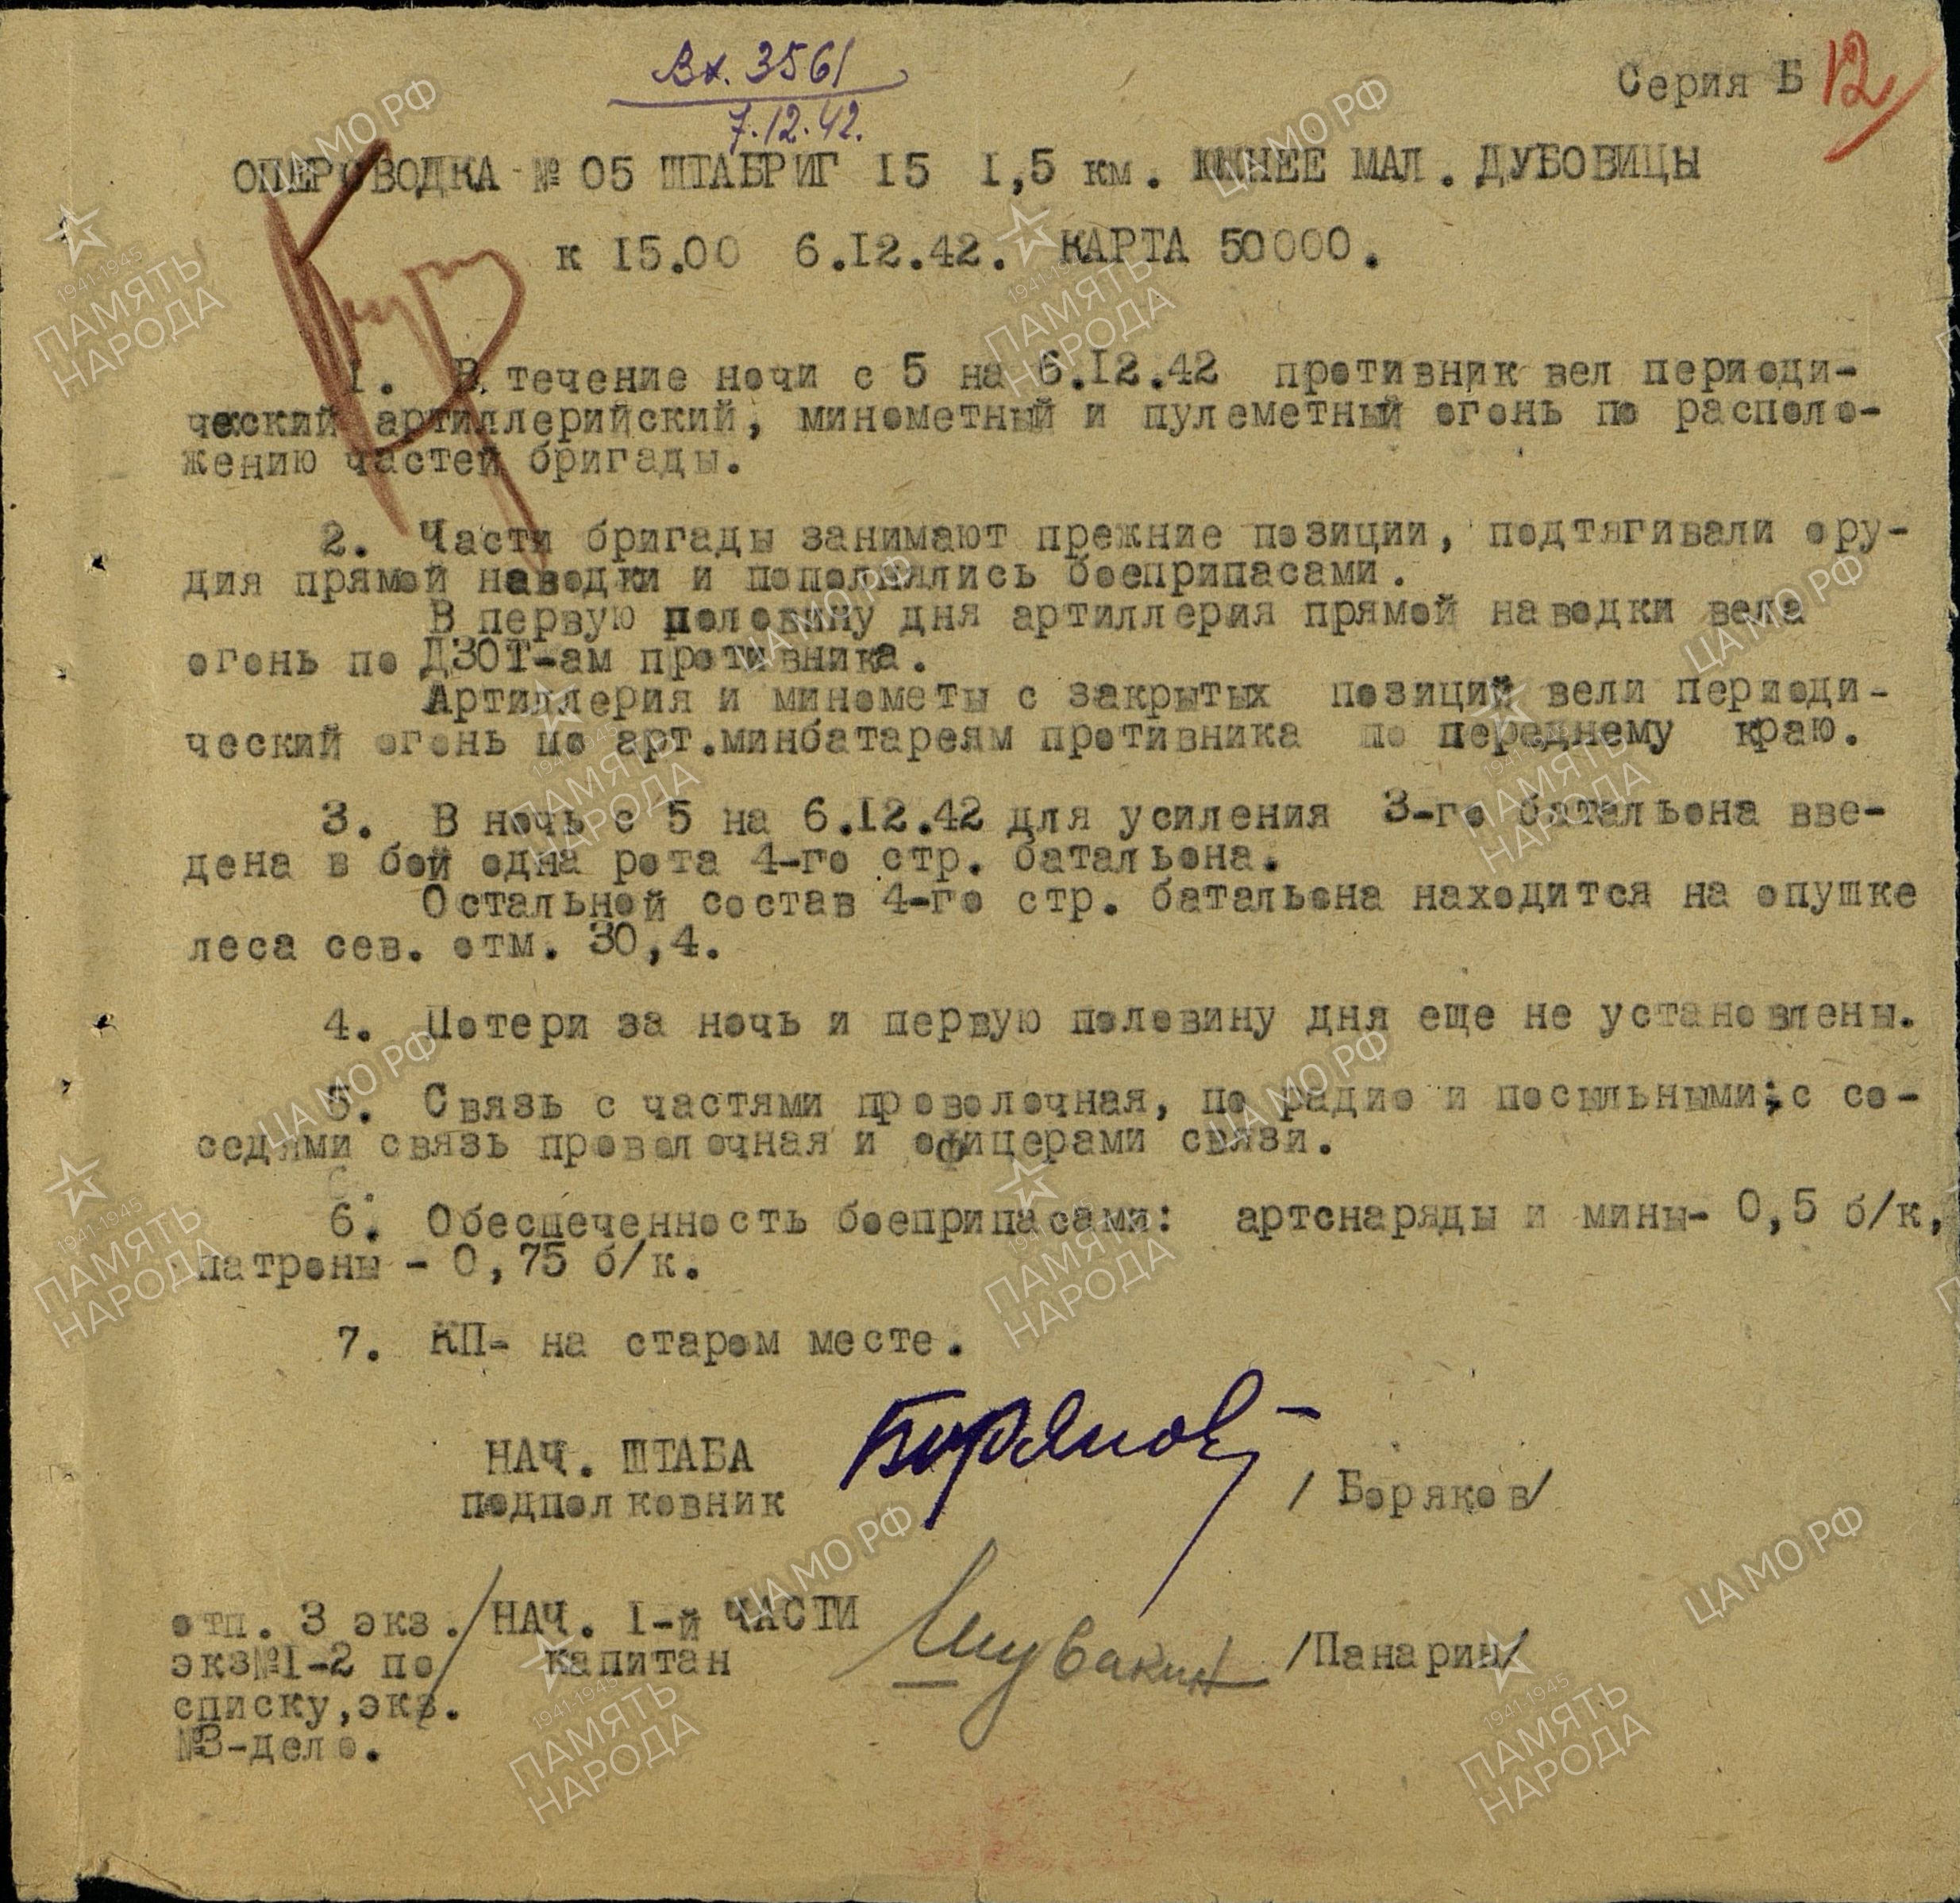 Вх. 3561
7.12.42.
Серия Б 12
ОПЕРСВОДКА № 05 ШТАБРИГ 15 1,5 км. ЮЖНЕЕ МАЛ. ДУБОВИЦЫ
к 15.00 6.12.42. КАРТА 50000.
1. В течение ночи с 5 на 6.12.42 противник вел периоди-
ческий артиллерийский, минометный и пулеметный огонь по располо-
жению частей бригады.
2. Части бригады занимают прежние позиции, подтягивали ору-
дия прямой наводки и пополнялись боеприпасами.
В первую половину дня артиллерия прямой наводки вела
огонь по ДЗОТ-ам противника.
Артиллерия и минометы с закрытых позиций вели периоди-
ческий огонь по арт.минбатареям противника по переднему краю.
3. В ночь с 5 на 6.12.42 для усиления 3-го батальона вве-
дена в бой одна рота 4-го стр. батальона.
Остальной состав 4-го стр. батальона находится на опушке
леса сев. отм. 30,4.
4. Потери за ночь и первую половину дня еще не установлены.
5. Связь с частями проволочная, по радио и посыльными; с со-
седями связь проволочная и офицерами связи.
6.
6. Обеспеченность боеприпасами: артснаряды и мины- 0,5 б/к,
патроны - 0,75 б/к.
7. КП- на старом месте.
НАЧ. ШТАБА
подполковник
/ Боряков/
отп. 3 экз./НАЧ. 1-й ЧАСТИ
экз№1-2 по/ капитан Шувакин /Панарин/
списку,экз.
№3-дело.
ЦАМО РФ
1941-1945
ПАМЯТЬ
НАРОДА